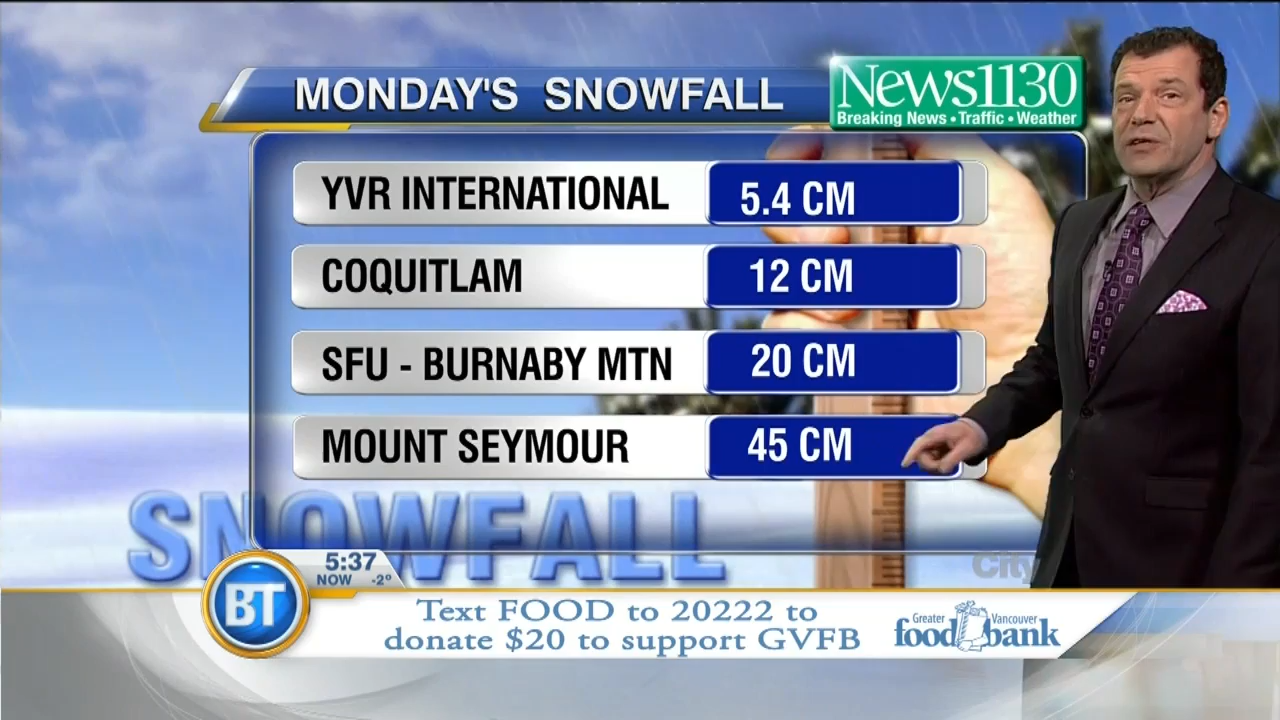 MONDAY'S SNOWFALL
News1130
Breaking News • Traffic • Weather
YVR INTERNATIONAL 5.4 CM
COQUITLAM 12 CM
SFU - BURNABY MTN 20 CM
MOUNT SEYMOUR 45 CM
SNOWFALL
City
5:37
NOW -2°
BT
Text FOOD to 20222 to
donate $20 to support GVFB
Greater Vancouver
food bank